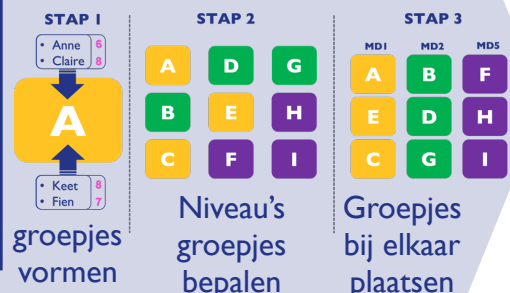 STAP 1
• Anne 6
• Claire 8
A
• Keet 8
• Fien 7
groepjes
vormen
STAP 2
A D G
B E H
C F I
Niveau's
groepjes
bepalen
STAP 3
MD1 MD2 MD5
A B F
E D H
C G I
Groepjes
bij elkaar
plaatsen